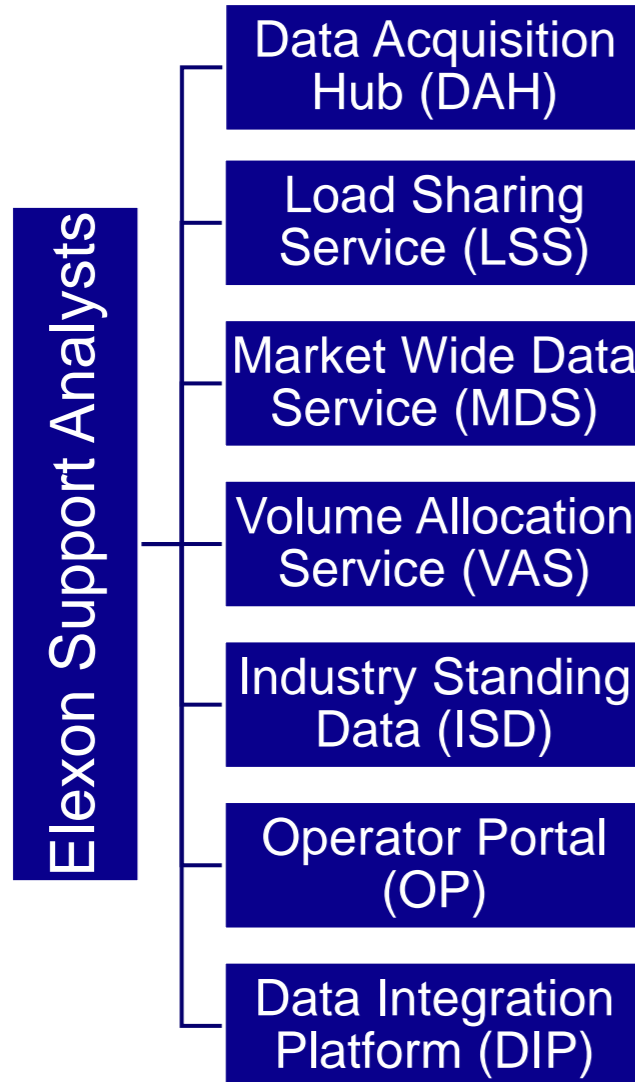 Elexon Support Analysts
Data Acquisition
Hub (DAH)
Load Sharing
Service (LSS)
Market Wide Data
Service (MDS)
Volume Allocation
Service (VAS)
Industry Standing
Data (ISD)
Operator Portal
(OP)
Data Integration
Platform (DIP)